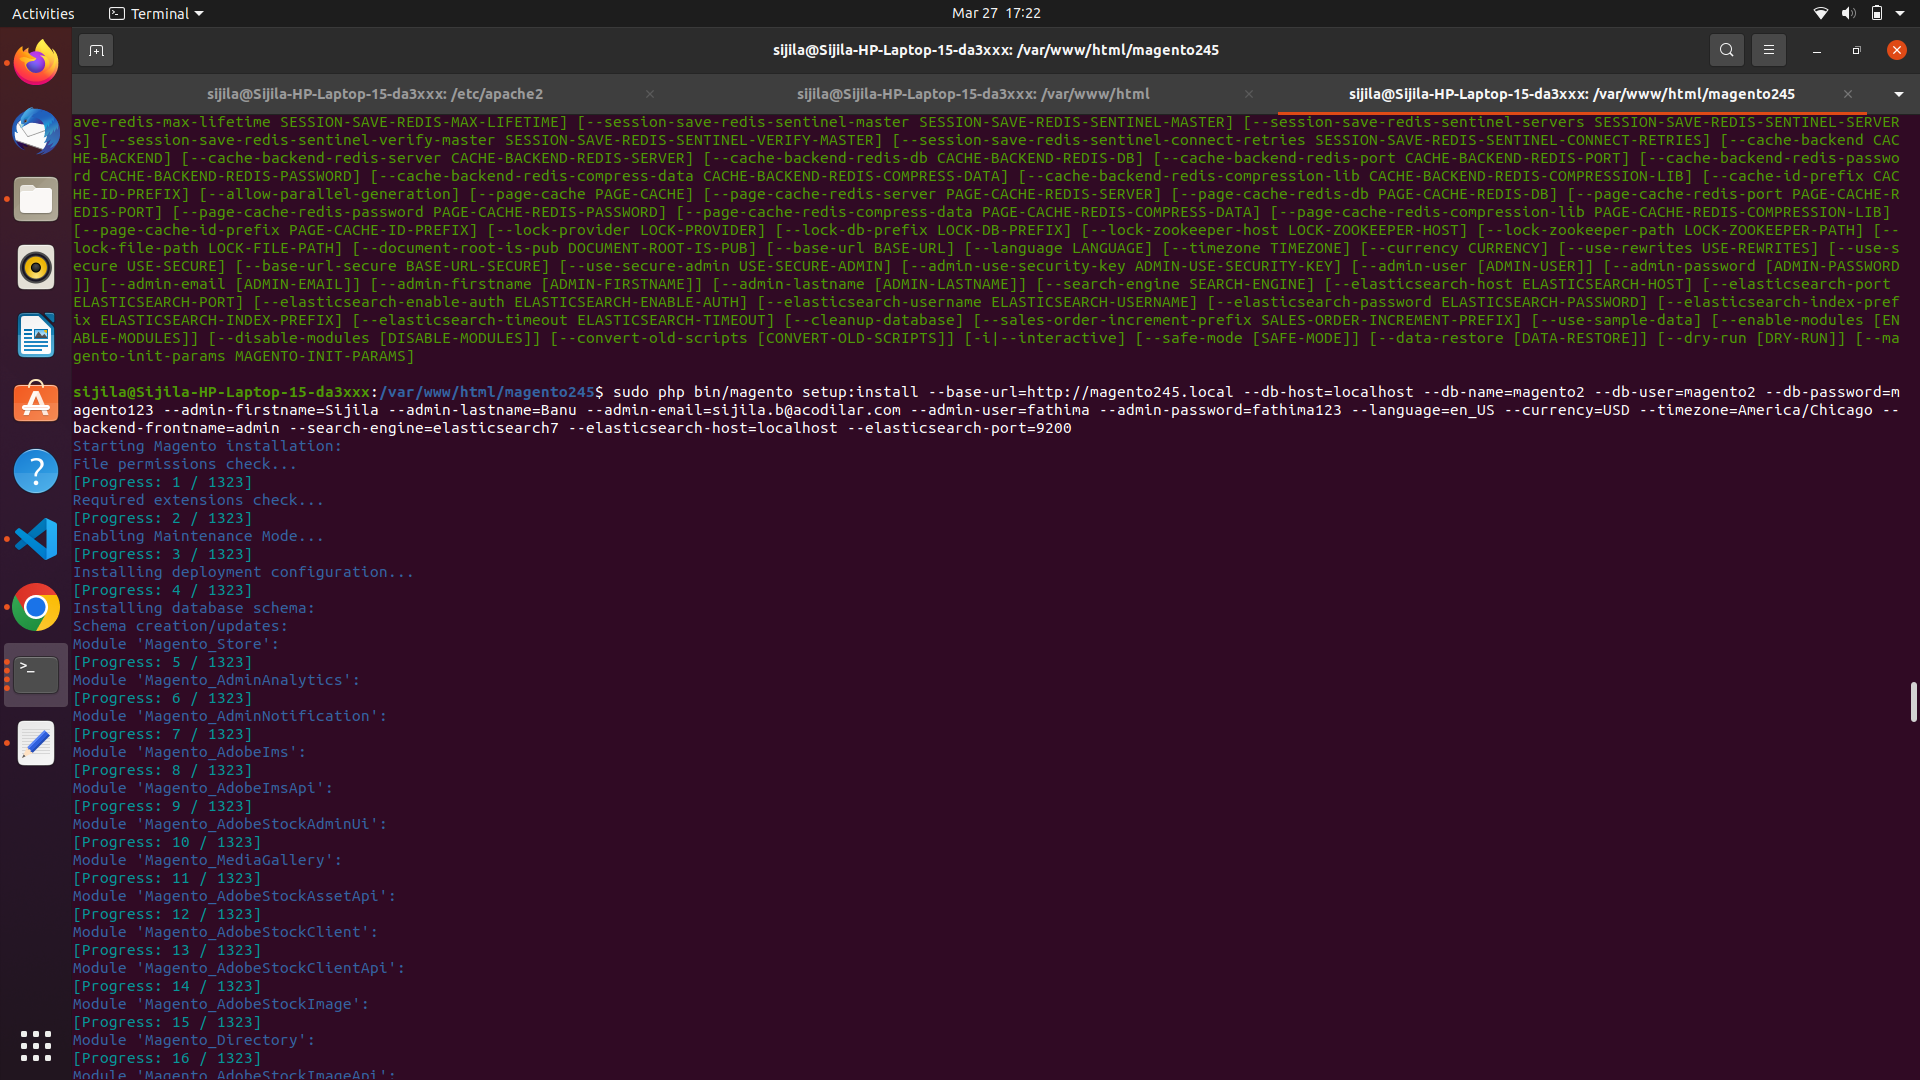 Activities
Terminal
Mar 27 17:22
sijila@Sijila-HP-Laptop-15-da3xxx: /var/www/html/magento245
sijila@Sijila-HP-Laptop-15-da3xxx: /etc/apache2
sijila@Sijila-HP-Laptop-15-da3xxx: /var/www/html
sijila@Sijila-HP-Laptop-15-da3xxx: /var/www/html/magento245
ave-redis-max-lifetime SESSION-SAVE-REDIS-MAX-LIFETIME] [--session-save-redis-sentinel-master SESSION-SAVE-REDIS-SENTINEL-MASTER] [--session-save-redis-sentinel-servers SESSION-SAVE-REDIS-SENTINEL-SERVER
S] [--session-save-redis-sentinel-verify-master SESSION-SAVE-REDIS-SENTINEL-VERIFY-MASTER] [--session-save-redis-sentinel-connect-retries SESSION-SAVE-REDIS-SENTINEL-CONNECT-RETRIES] [--cache-backend CAC
HE-BACKEND] [--cache-backend-redis-server CACHE-BACKEND-REDIS-SERVER] [--cache-backend-redis-db CACHE-BACKEND-REDIS-DB] [--cache-backend-redis-port CACHE-BACKEND-REDIS-PORT] [--cache-backend-redis-passwo
rd CACHE-BACKEND-REDIS-PASSWORD] [--cache-backend-redis-compress-data CACHE-BACKEND-REDIS-COMPRESS-DATA] [--cache-backend-redis-compression-lib CACHE-BACKEND-REDIS-COMPRESSION-LIB] [--cache-id-prefix CAC
HE-ID-PREFIX] [--allow-parallel-generation] [--page-cache PAGE-CACHE] [--page-cache-redis-server PAGE-CACHE-REDIS-SERVER] [--page-cache-redis-db PAGE-CACHE-REDIS-DB] [--page-cache-redis-port PAGE-CACHE-R
EDIS-PORT] [--page-cache-redis-password PAGE-CACHE-REDIS-PASSWORD] [--page-cache-redis-compress-data PAGE-CACHE-REDIS-COMPRESS-DATA] [--page-cache-redis-compression-lib PAGE-CACHE-REDIS-COMPRESSION-LIB]
[--page-cache-id-prefix PAGE-CACHE-ID-PREFIX] [--lock-provider LOCK-PROVIDER] [--lock-db-prefix LOCK-DB-PREFIX] [--lock-zookeeper-host LOCK-ZOOKEEPER-HOST] [--lock-zookeeper-path LOCK-ZOOKEEPER-PATH] [--
lock-file-path LOCK-FILE-PATH] [--document-root-is-pub DOCUMENT-ROOT-IS-PUB] [--base-url BASE-URL] [--language LANGUAGE] [--timezone TIMEZONE] [--currency CURRENCY] [--use-rewrites USE-REWRITES] [--use-s
ecure USE-SECURE] [--base-url-secure BASE-URL-SECURE] [--use-secure-admin USE-SECURE-ADMIN] [--admin-use-security-key ADMIN-USE-SECURITY-KEY] [--admin-user [ADMIN-USER]] [--admin-password [ADMIN-PASSWORD
]] [--admin-email [ADMIN-EMAIL]] [--admin-firstname [ADMIN-FIRSTNAME]] [--admin-lastname [ADMIN-LASTNAME]] [--search-engine SEARCH-ENGINE] [--elasticsearch-host ELASTICSEARCH-HOST] [--elasticsearch-port
ELASTICSEARCH-PORT] [--elasticsearch-enable-auth ELASTICSEARCH-ENABLE-AUTH] [--elasticsearch-username ELASTICSEARCH-USERNAME] [--elasticsearch-password ELASTICSEARCH-PASSWORD] [--elasticsearch-index-pref
ix ELASTICSEARCH-INDEX-PREFIX] [--elasticsearch-timeout ELASTICSEARCH-TIMEOUT] [--cleanup-database] [--sales-order-increment-prefix SALES-ORDER-INCREMENT-PREFIX] [--use-sample-data] [--enable-modules [EN
ABLE-MODULES]] [--disable-modules [DISABLE-MODULES]] [--convert-old-scripts [CONVERT-OLD-SCRIPTS]] [-i|--interactive] [--safe-mode [SAFE-MODE]] [--data-restore [DATA-RESTORE]] [--dry-run [DRY-RUN]] [--ma
gento-init-params MAGENTO-INIT-PARAMS]
sijila@Sijila-HP-Laptop-15-da3xxx:/var/www/html/magento245$ sudo php bin/magento setup:install --base-url=http://magento245.local --db-host=localhost --db-name=magento2 --db-user=magento2 --db-password=m
agento123 --admin-firstname=Sijila --admin-lastname=Banu --admin-email=sijila.b@acodilar.com --admin-user=fathima --admin-password=fathima123 --language=en_US --currency=USD --timezone=America/Chicago --
backend-frontname=admin --search-engine=elasticsearch7 --elasticsearch-host=localhost --elasticsearch-port=9200
Starting Magento installation:
File permissions check...
[Progress: 1 / 1323]
Required extensions check...
[Progress: 2 / 1323]
Enabling Maintenance Mode...
[Progress: 3 / 1323]
Installing deployment configuration...
[Progress: 4 / 1323]
Installing database schema:
Schema creation/updates:
Module 'Magento_Store':
[Progress: 5 / 1323]
Module 'Magento_AdminAnalytics':
[Progress: 6 / 1323]
Module 'Magento_AdminNotification':
[Progress: 7 / 1323]
Module 'Magento_AdobeIms':
[Progress: 8 / 1323]
Module 'Magento_AdobeImsApi':
[Progress: 9 / 1323]
Module 'Magento_AdobeStockAdminUi':
[Progress: 10 / 1323]
Module 'Magento_MediaGallery':
[Progress: 11 / 1323]
Module 'Magento_AdobeStockAssetApi':
[Progress: 12 / 1323]
Module 'Magento_AdobeStockClient':
[Progress: 13 / 1323]
Module 'Magento_AdobeStockClientApi':
[Progress: 14 / 1323]
Module 'Magento_AdobeStockImage':
[Progress: 15 / 1323]
Module 'Magento_Directory':
[Progress: 16 / 1323]
Module 'Magento_AdobeStockImageApi':